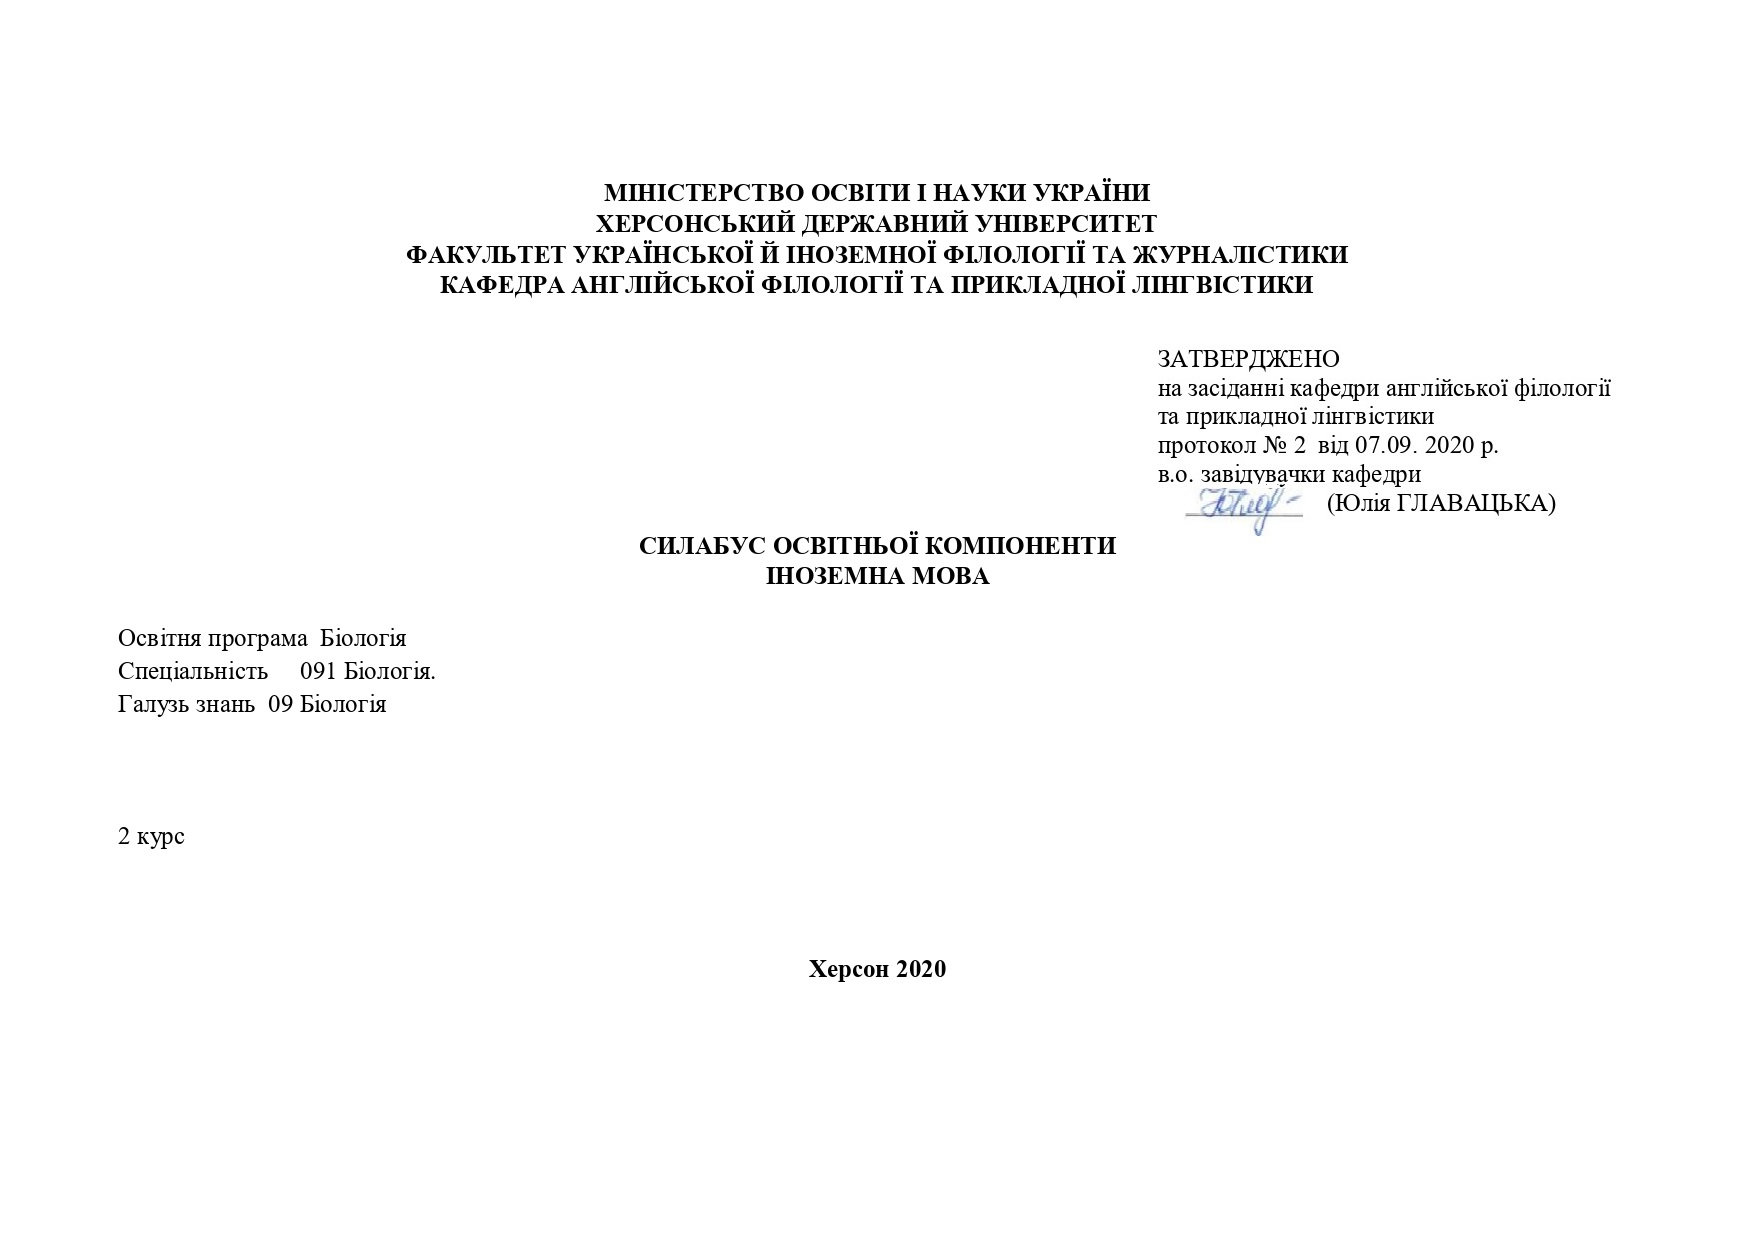 МІНІСТЕРСТВО ОСВІТИ І НАУКИ УКРАЇНИ
ХЕРСОНСЬКИЙ ДЕРЖАВНИЙ УНІВЕРСИТЕТ
ФАКУЛЬТЕТ УКРАЇНСЬКОЇ Й ІНОЗЕМНОЇ ФІЛОЛОГІЇ ТА ЖУРНАЛІСТИКИ
КАФЕДРА АНГЛІЙСЬКОЇ ФІЛОЛОГІЇ ТА ПРИКЛАДНОЇ ЛІНГВІСТИКИ
ЗАТВЕРДЖЕНО
на засіданні кафедри англійської філології
та прикладної лінгвістики
протокол № 2 від 07.09. 2020 р.
в.о. завідувачки кафедри
(Юлія ГЛАВАЦЬКА)
СИЛАБУС ОСВІТНЬОЇ КОМПОНЕНТИ
ІНОЗЕМНА МОВА
Освітня програма Біологія
Спеціальність 091 Біологія.
Галузь знань 09 Біологія
2 курс
Херсон 2020